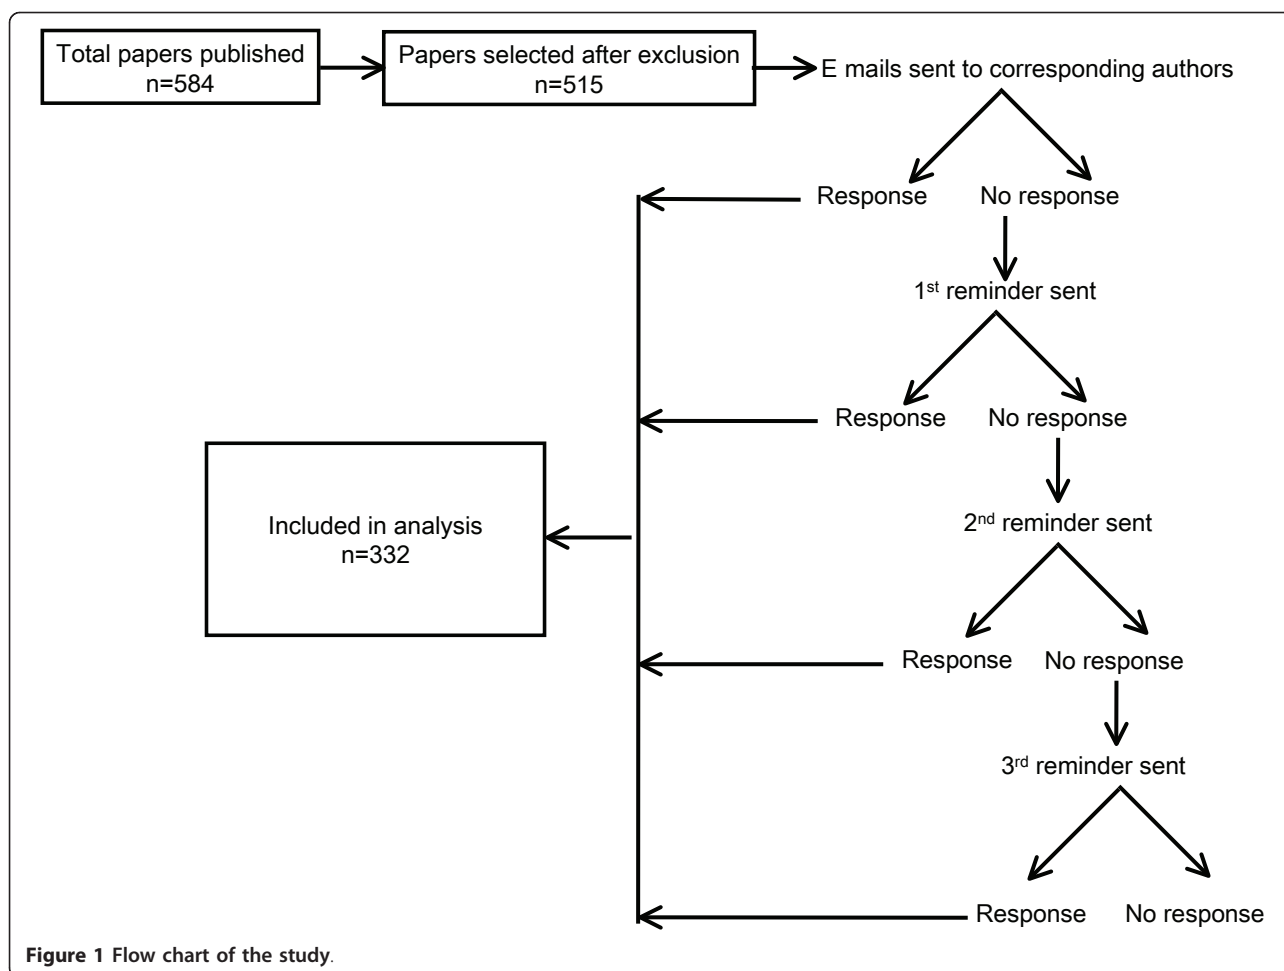 Total papers published
n=584
Papers selected after exclusion
n=515
E mails sent to corresponding authors
Response
No response
1st reminder sent
Response
No response
Included in analysis
n=332
2nd reminder sent
Response
No response
3rd reminder sent
Response
No response
Figure 1 Flow chart of the study.